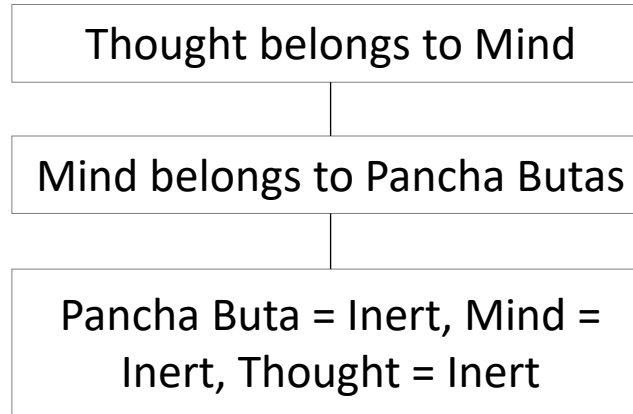 Thought belongs to Mind
Mind belongs to Pancha Butas
Pancha Buta = Inert, Mind =
Inert, Thought = Inert